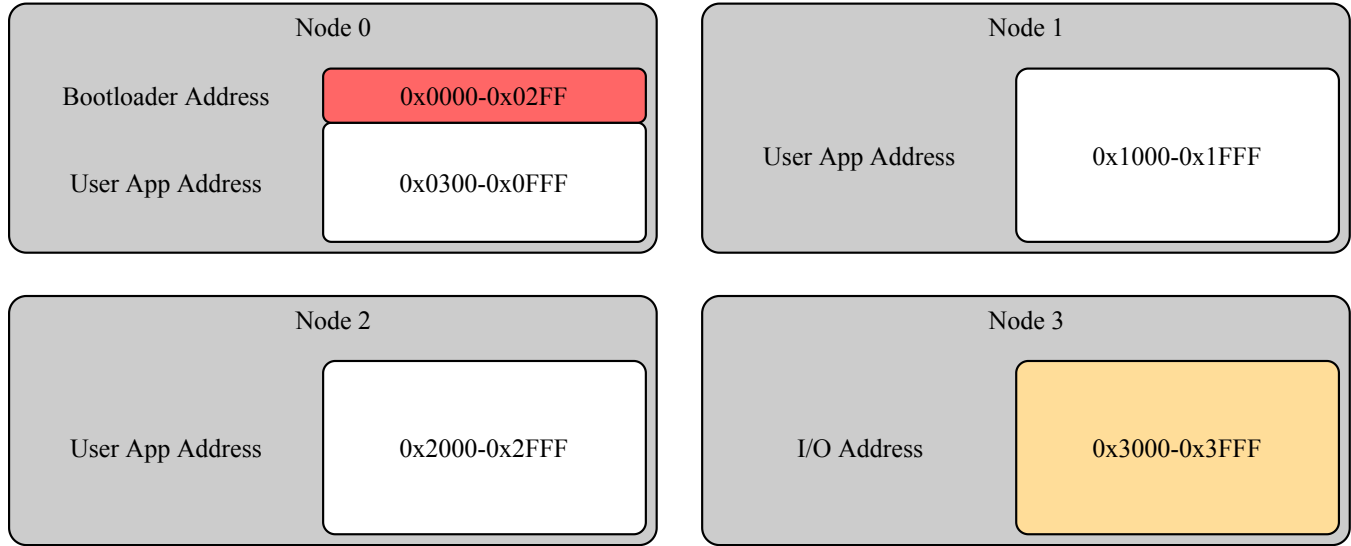 Node 0
Bootloader Address 0x0000-0x02FF
User App Address 0x0300-0x0FFF
Node 1
User App Address 0x1000-0x1FFF
Node 2
User App Address 0x2000-0x2FFF
Node 3
I/O Address 0x3000-0x3FFF